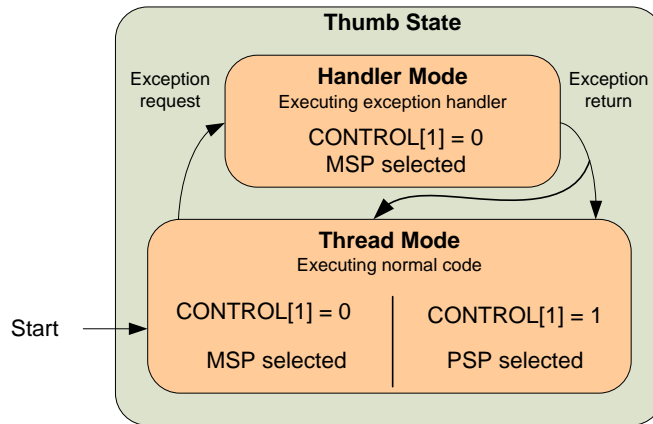 Thumb State
Exception
request
Handler Mode
Executing exception handler
CONTROL[1] = 0
MSP selected
Exception
return
Thread Mode
Executing normal code
Start
CONTROL[1] = 0
MSP selected
CONTROL[1] = 1
PSP selected